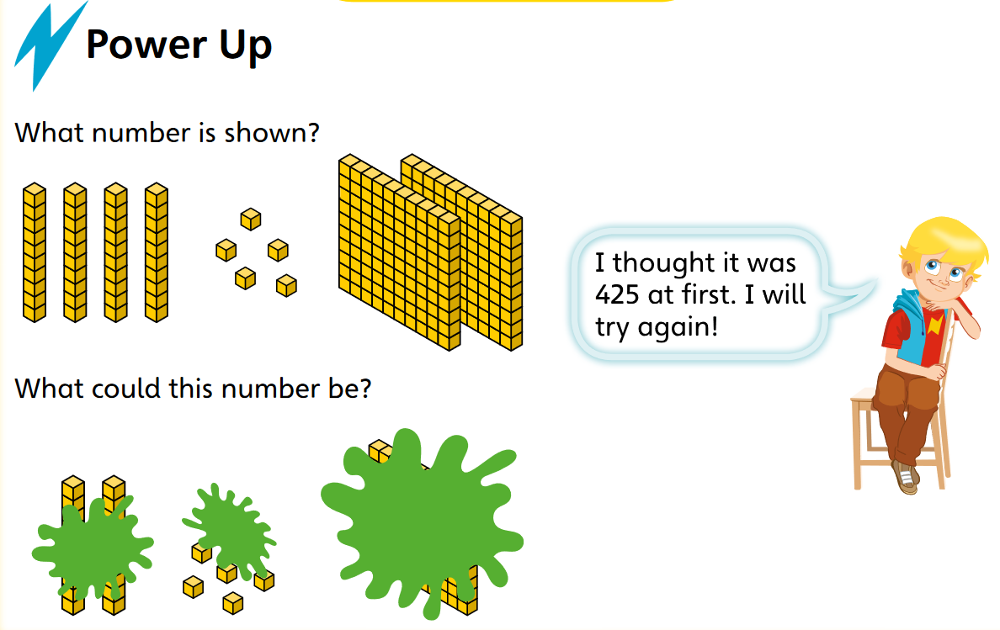 Power Up
What number is shown?
I thought it was
425 at first. I will
try again!
What could this number be?